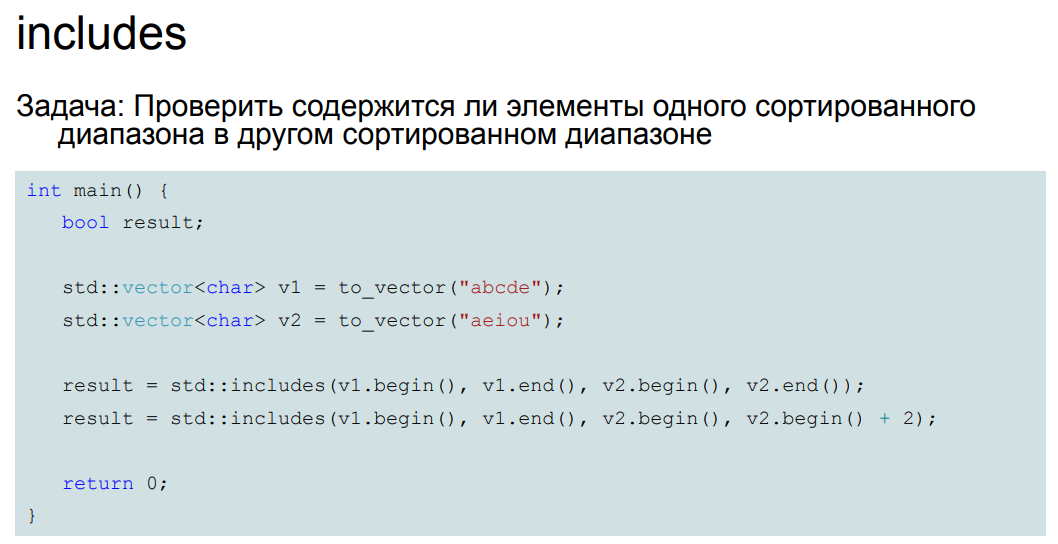 includes
Задача: Проверить содержится ли элементы одного сортированного
диапазона в другом сортированном диапазоне
int main() {
bool result;
std::vector<char> v1 = to_vector("abcde");
std::vector<char> v2 = to_vector("aeiou");
result = std::includes(v1.begin(), v1.end(), v2.begin(), v2.end());
result = std::includes(v1.begin(), v1.end(), v2.begin(), v2.begin() + 2);
return 0;
}